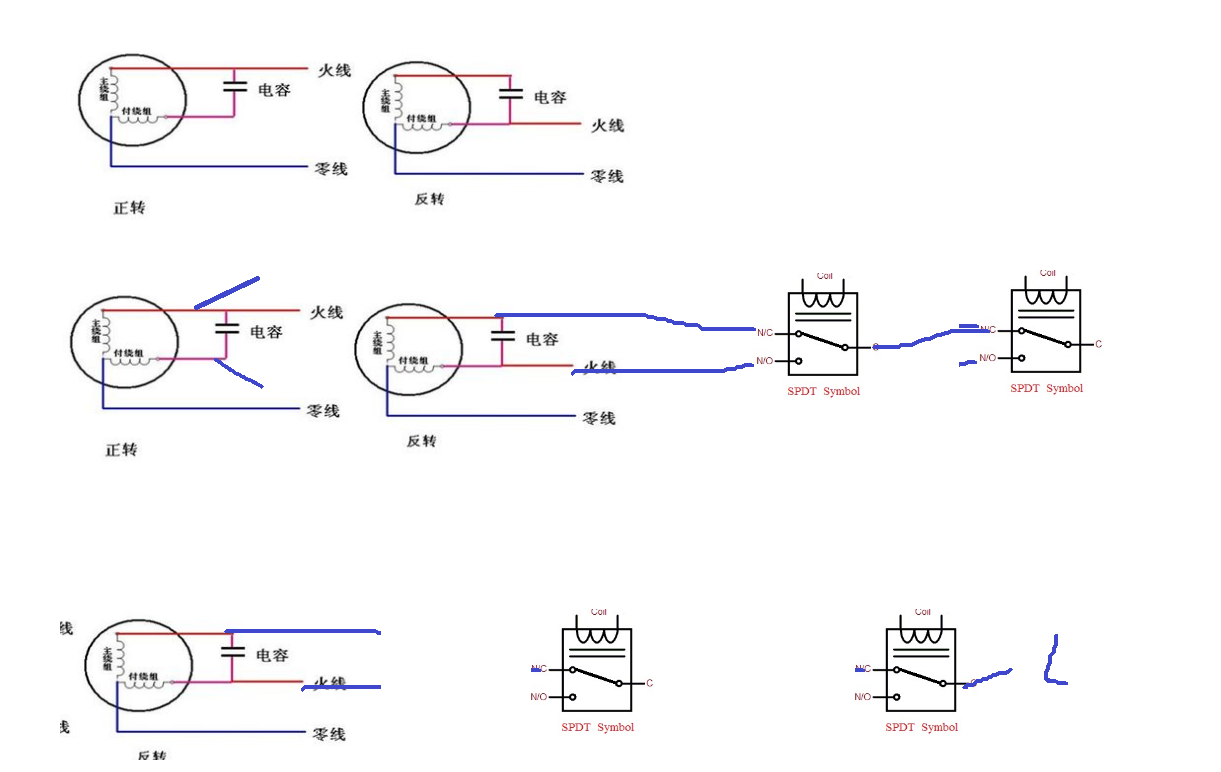 主绕组
付绕组
电容
火线
零线
正转
主绕组
付绕组
电容
火线
零线
反转
主绕组
付绕组
电容
火线
零线
正转
主绕组
付绕组
电容
火线
零线
反转
Coil
N/C
N/O
C
SPDT Symbol
Coil
N/C
N/O
C
SPDT Symbol
线
线
主绕组
付绕组
电容
火线
零线
反转
Coil
N/C
N/O
C
SPDT Symbol
Coil
N/C
N/O
C
SPDT Symbol
L